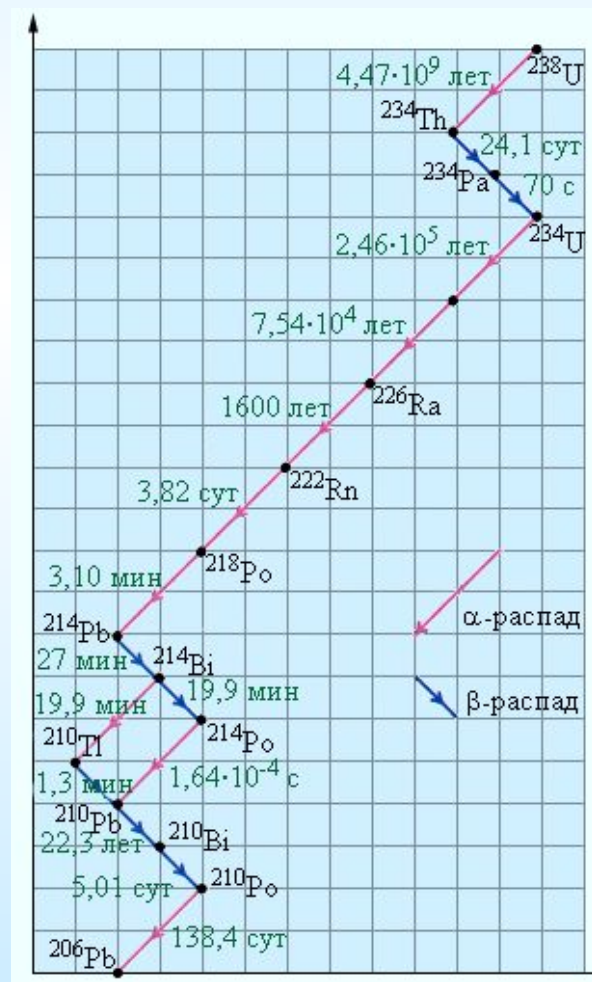 4,47·10⁹ лет
²³⁸U
²³⁴Th
24,1 сут
²³⁴Pa
70 с
²³⁴U
2,46·10⁵ лет
7,54·10⁴ лет
²²⁶Ra
1600 лет
²²²Rn
3,82 сут
²¹⁸Po
3,10 мин
α-распад
²¹⁴Pb
²¹⁴Bi
27 мин
19,9 мин
19,9 мин
β-распад
²¹⁴Po
²¹⁰Tl
1,64·10⁻⁴ с
1,3 мин
²¹⁰Pb
²¹⁰Bi
22,3 лет
5,01 сут
²¹⁰Po
138,4 сут
²⁰⁶Pb